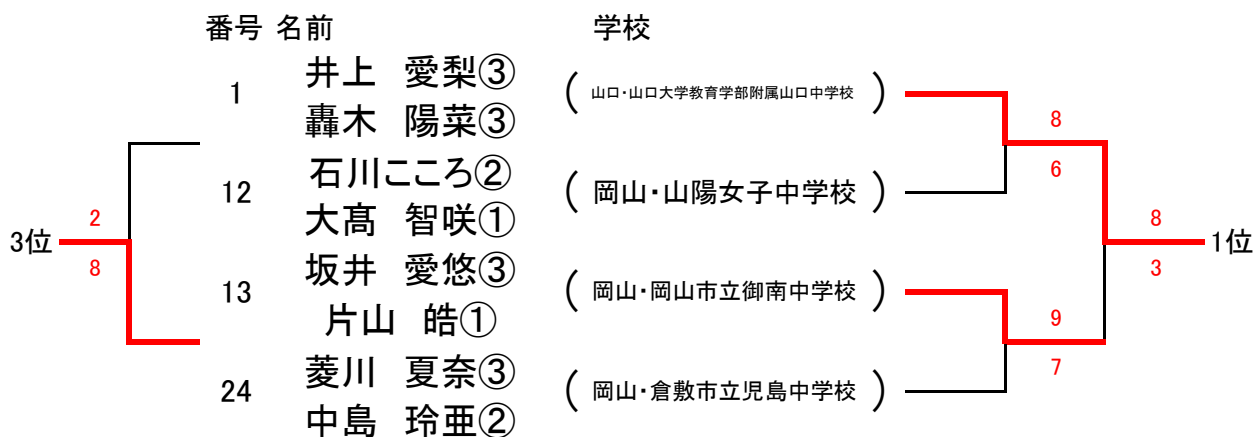 番号 名前 学校
井上 愛梨③
1 (山口・山口大学教育学部附属山口中学校)
轟木 陽菜③
8
6
石川こころ②
12 (岡山・山陽女子中学校)
大髙 智咲①
3位 2
8
8
3 1位
坂井 愛悠③
13 (岡山・岡山市立御南中学校)
片山 皓①
9
7
菱川 夏奈③
24 (岡山・倉敷市立児島中学校)
中島 玲亜②